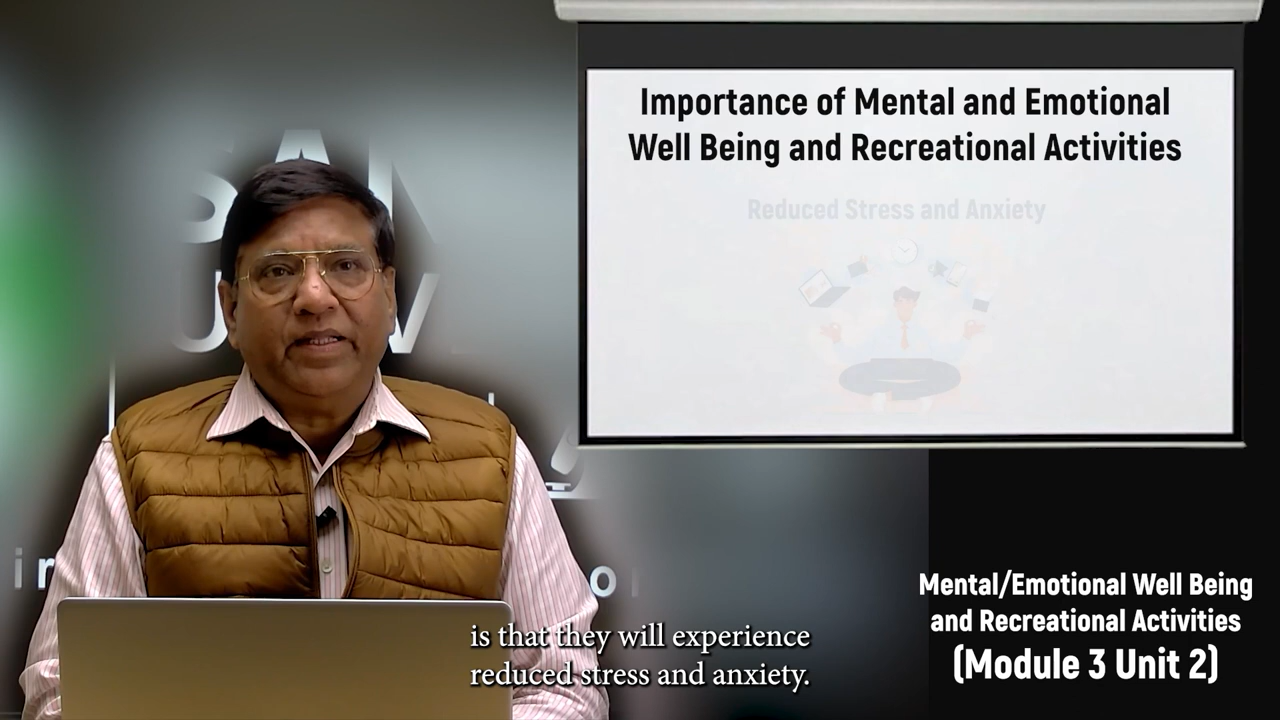 Importance of Mental and Emotional
Well Being and Recreational Activities
Reduced Stress and Anxiety
is that they will experience
reduced stress and anxiety.
Mental/Emotional Well Being
and Recreational Activities
(Module 3 Unit 2)